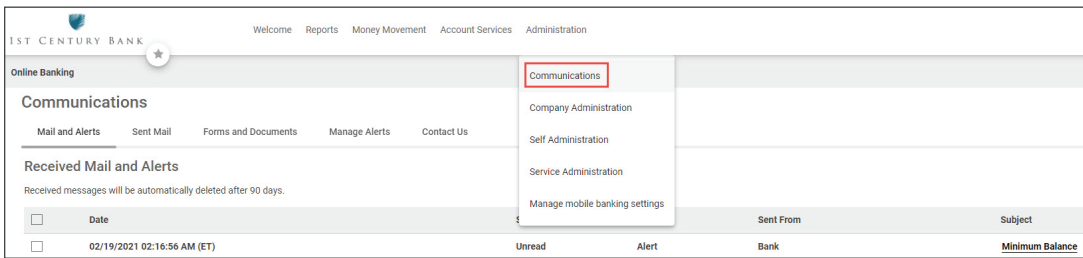 1ST CENTURY BANK
Welcome Reports Money Movement Account Services Administration
Online Banking
Communications
Company Administration
Self Administration
Service Administration
Manage mobile banking settings
Communications
Mail and Alerts Sent Mail Forms and Documents Manage Alerts Contact Us
Received Mail and Alerts
Received messages will be automatically deleted after 90 days.
Date S Sent From Subject
02/19/2021 02:16:56 AM (ET) Unread Alert Bank Minimum Balance